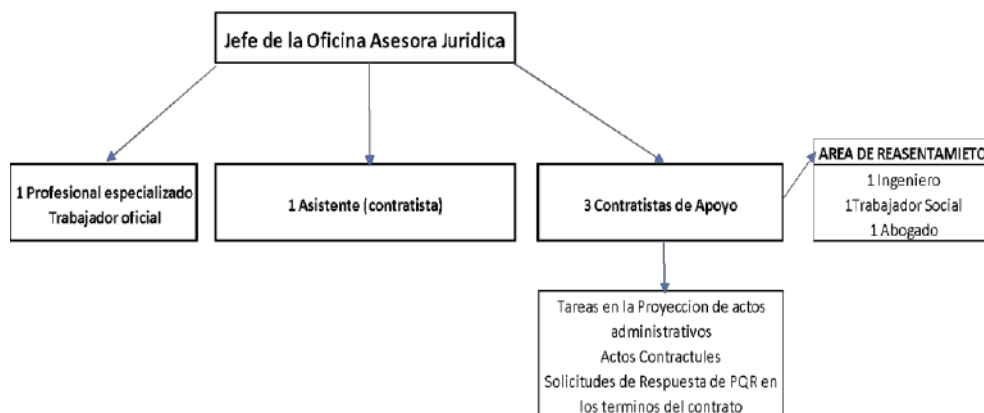 Jefe de la Oficina Asesora Juridica
1 Profesional especializado
Trabajador oficial
1 Asistente (contratista)
3 Contratistas de Apoyo
AREA DE REASENTAMIETO
1 Ingeniero
1Trabajador Social
1 Abogado
Tareas en la Proyeccion de actos
administrativos
Actos Contractules
Solicitudes de Respuesta de PQR en
los terminos del contrato